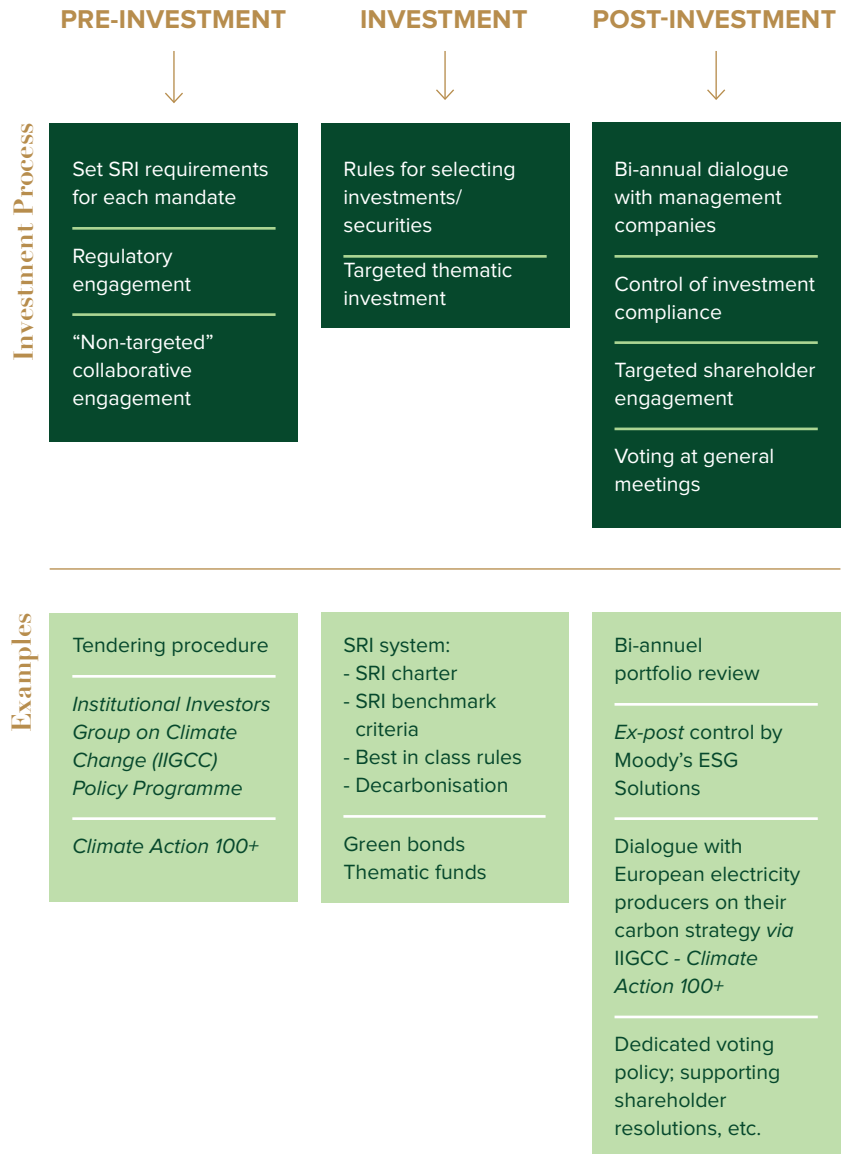 PRE-INVESTMENT
INVESTMENT
POST-INVESTMENT
Investment Process
Set SRI requirements
for each mandate
Regulatory
engagement
“Non-targeted”
collaborative
engagement
Rules for selecting
investments/
securities
Targeted thematic
investment
Bi-annual dialogue
with management
companies
Control of investment
compliance
Targeted shareholder
engagement
Voting at general
meetings
Examples
Tendering procedure
Institutional Investors
Group on Climate
Change (IIGCC)
Policy Programme
Climate Action 100+
SRI system:
- SRI charter
- SRI benchmark
criteria
- Best in class rules
- Decarbonisation
Green bonds
Thematic funds
Bi-annuel
portfolio review
Ex-post control by
Moody’s ESG
Solutions
Dialogue with
European electricity
producers on their
carbon strategy via
IIGCC - Climate
Action 100+
Dedicated voting
policy; supporting
shareholder
resolutions, etc.